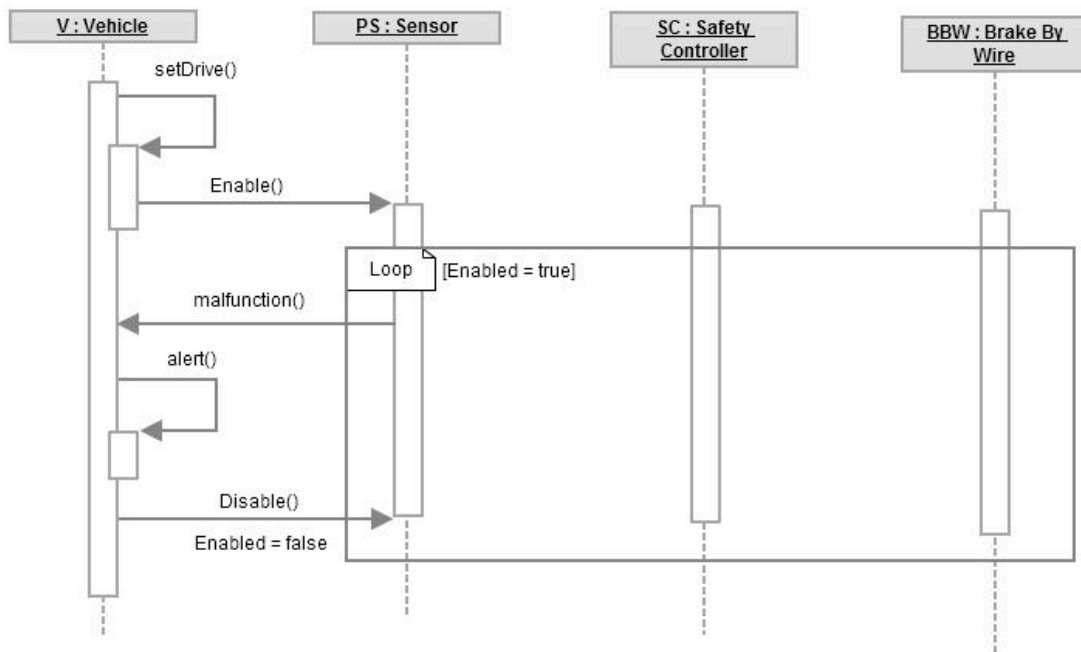 V : Vehicle
PS : Sensor
SC : Safety
Controller
BBW : Brake By
Wire
setDrive()
Enable()
Loop
[Enabled = true]
malfunction()
alert()
Disable()
Enabled = false